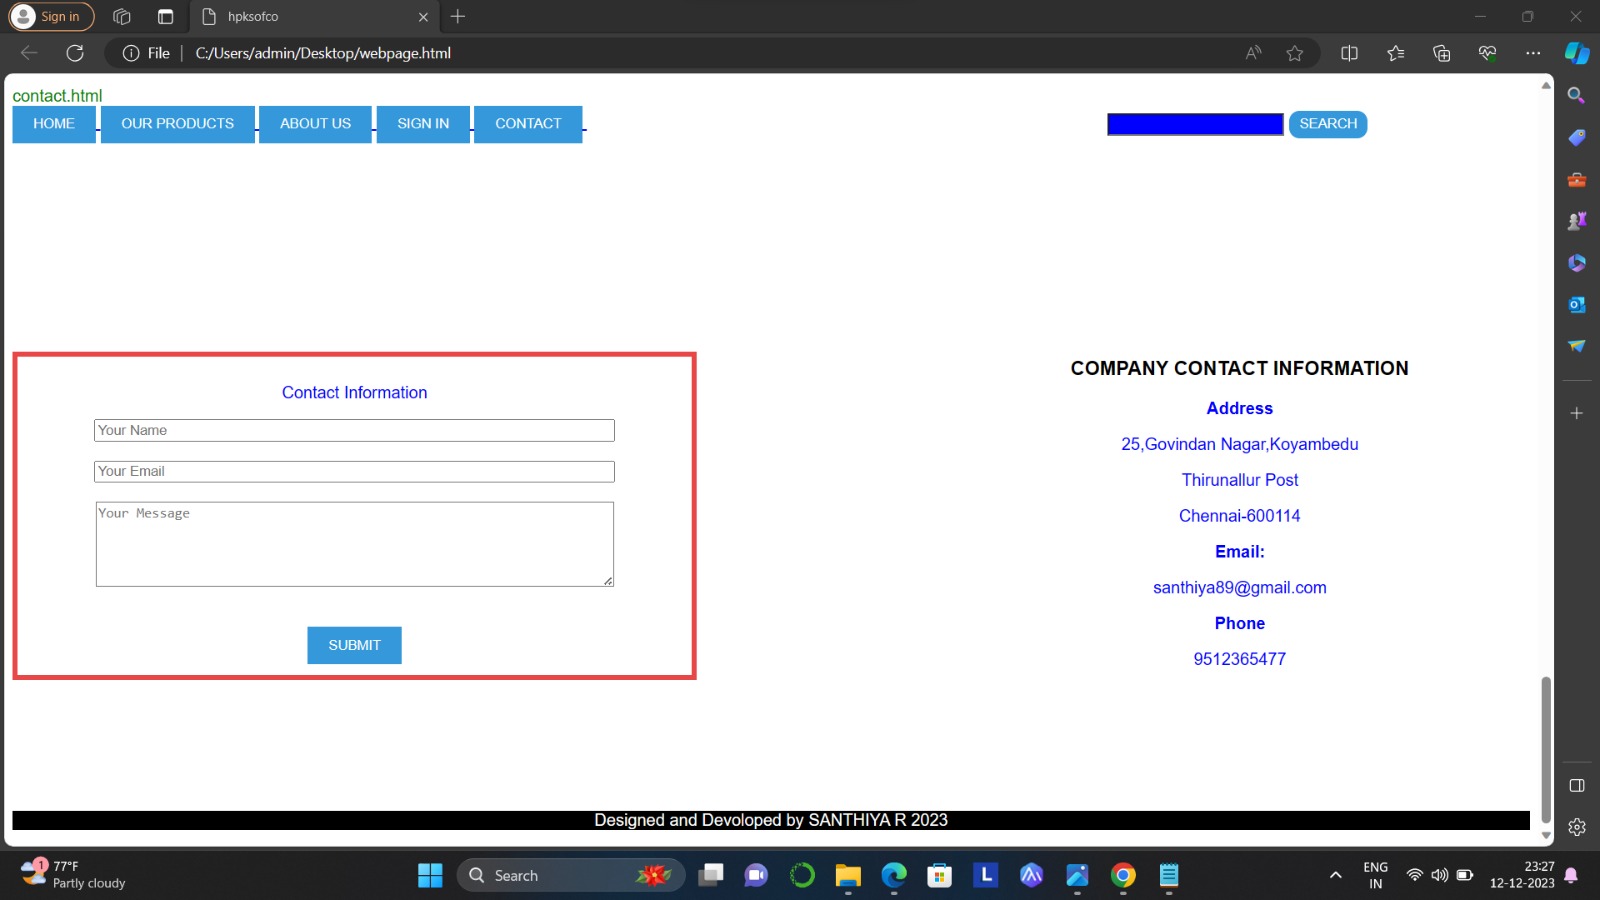 Sign in
hpksofco
File
C:/Users/admin/Desktop/webpage.html
contact.html
HOME OUR PRODUCTS ABOUT US SIGN IN CONTACT
SEARCH
Contact Information
Your Name
Your Email
Your Message
SUBMIT
COMPANY CONTACT INFORMATION
Address
25,Govindan Nagar,Koyambedu
Thirunallur Post
Chennai-600114
Email:
santhiya89@gmail.com
Phone
9512365477
Designed and Devoloped by SANTHIYA R 2023
1
77°F
Partly cloudy
Search
L
ENG
IN
23:27
12-12-2023